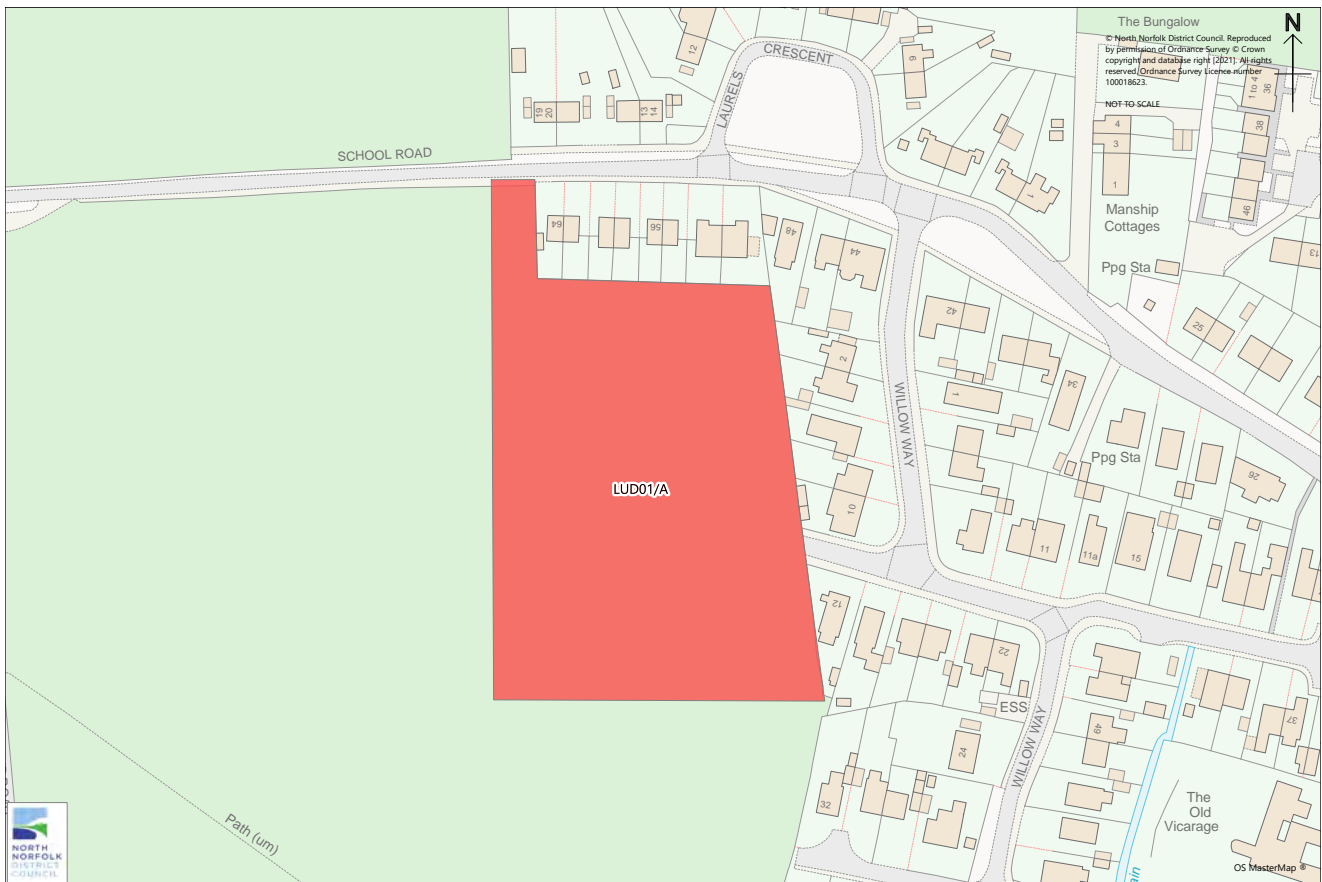 The Bungalow
N
© North Norfolk District Council. Reproduced
by permission of Ordnance Survey © Crown
copyright and database right [2021]. All rights
reserved. Ordnance Survey Licence number
100018623.
NOT TO SCALE
CRESCENT
LAURELS
SCHOOL ROAD
12
9
19
20
13
14
1 to 4
36
38
46
4
3
1
1
Manship
Cottages
Ppg Sta
13
25
64
56
48
44
42
2
1
34
WILLOW WAY
Ppg Sta
26
LUD01/A
10
11
11a
15
12
22
ESS
24
WILLOW WAY
49
37
32
The
Old
Vicarage
Path (um)
NORTH
NORFOLK
DISTRICT
COUNCIL
OS MasterMap ®